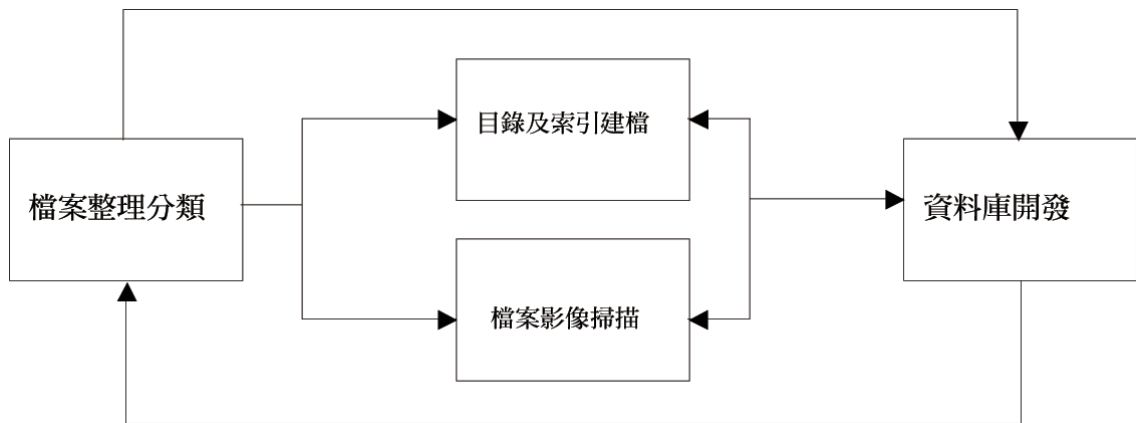 目錄及索引建檔
檔案整理分類
資料庫開發
檔案影像掃描